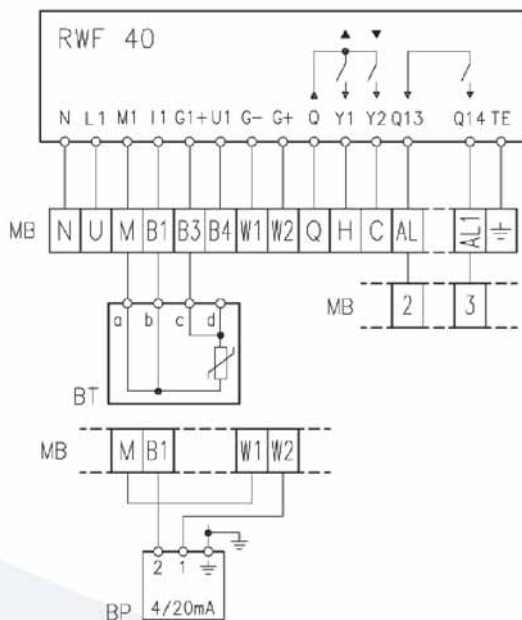 RWF 40
N L1 M1 I1 G1+ U1 G- G+ Q Y1 Y2 Q13 Q14 TE
MB N U M B1 B3 B4 W1 W2 Q H C AL AL1
MB 2 3
a b c d
BT
MB M B1 W1 W2
2 1
BP 4/20mA